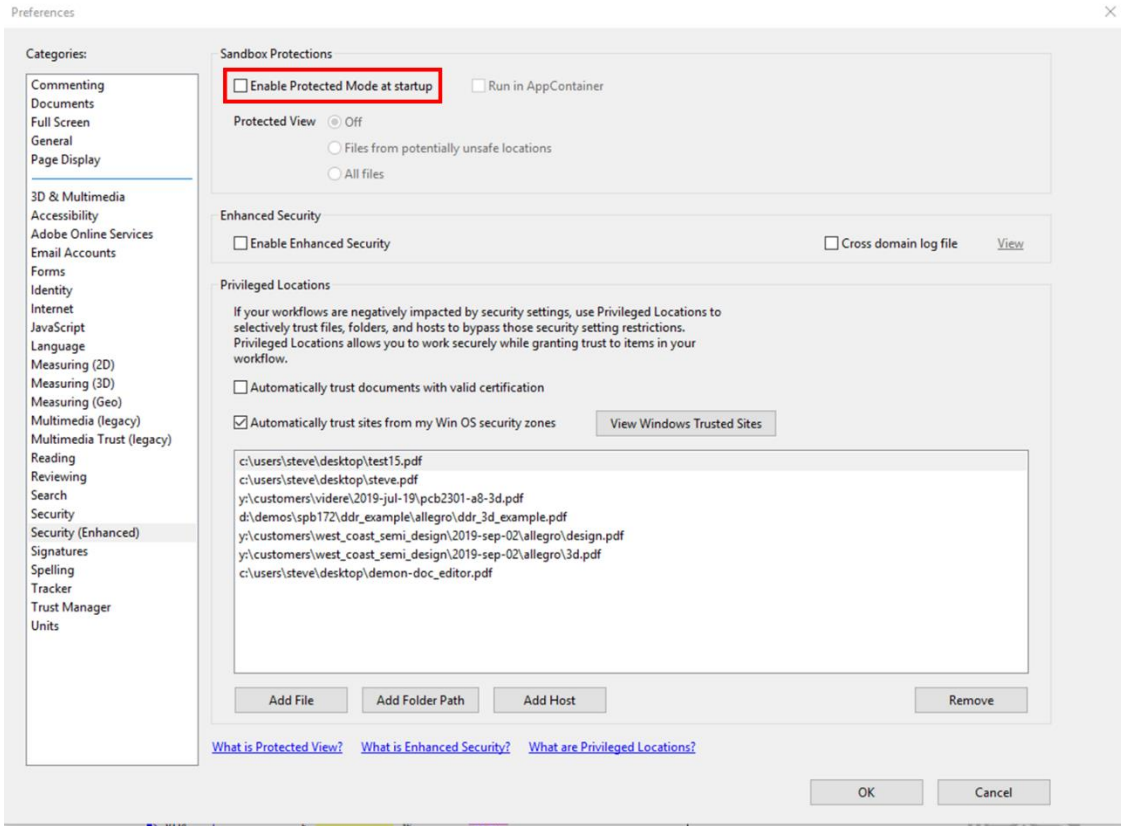 Preferences
Categories:
Commenting
Documents
Full Screen
General
Page Display
3D & Multimedia
Accessibility
Adobe Online Services
Email Accounts
Forms
Identity
Internet
JavaScript
Language
Measuring (2D)
Measuring (3D)
Measuring (Geo)
Multimedia (legacy)
Multimedia Trust (legacy)
Reading
Reviewing
Search
Security
Security (Enhanced)
Signatures
Spelling
Tracker
Trust Manager
Units
Sandbox Protections
Enable Protected Mode at startup
Run in AppContainer
Protected View
Off
Files from potentially unsafe locations
All files
Enhanced Security
Enable Enhanced Security
Cross domain log file
View
Privileged Locations
If your workflows are negatively impacted by security settings, use Privileged Locations to
selectively trust files, folders, and hosts to bypass those security setting restrictions.
Privileged Locations allows you to work securely while granting trust to items in your
workflow.
Automatically trust documents with valid certification
Automatically trust sites from my Win OS security zones
View Windows Trusted Sites
c:\users\steve\desktop\test15.pdf
c:\users\steve\desktop\steve.pdf
y:\customers\videre\2019-jul-19\pcb2301-a8-3d.pdf
d:\demos\spb172\ddr_example\allegro\ddr_3d_example.pdf
y:\customers\west_coast_semi_design\2019-sep-02\allegro\design.pdf
y:\customers\west_coast_semi_design\2019-sep-02\allegro\3d.pdf
c:\users\steve\desktop\demon-doc_editor.pdf
Add File
Add Folder Path
Add Host
Remove
What is Protected View?
What is Enhanced Security?
What are Privileged Locations?
OK
Cancel